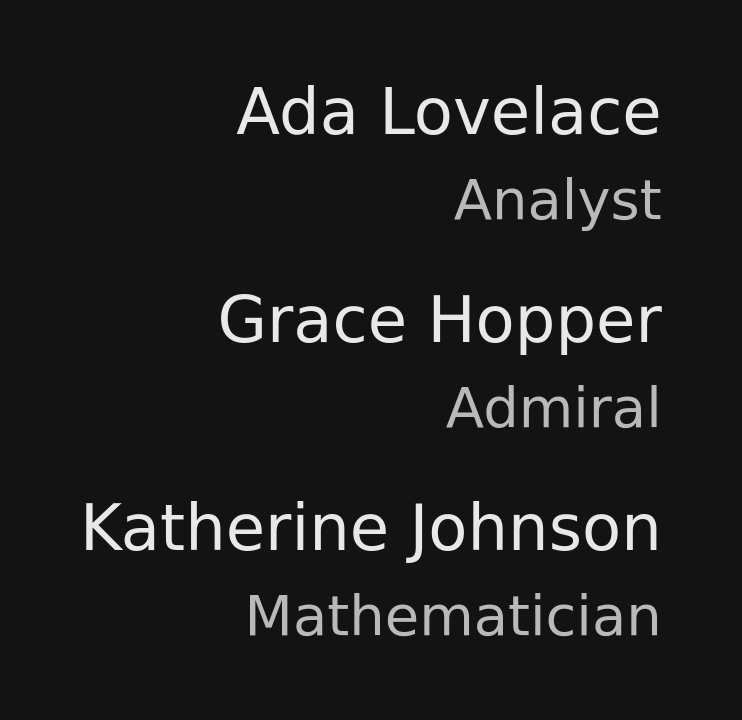 Ada Lovelace
Analyst
Grace Hopper
Admiral
Katherine Johnson
Mathematician